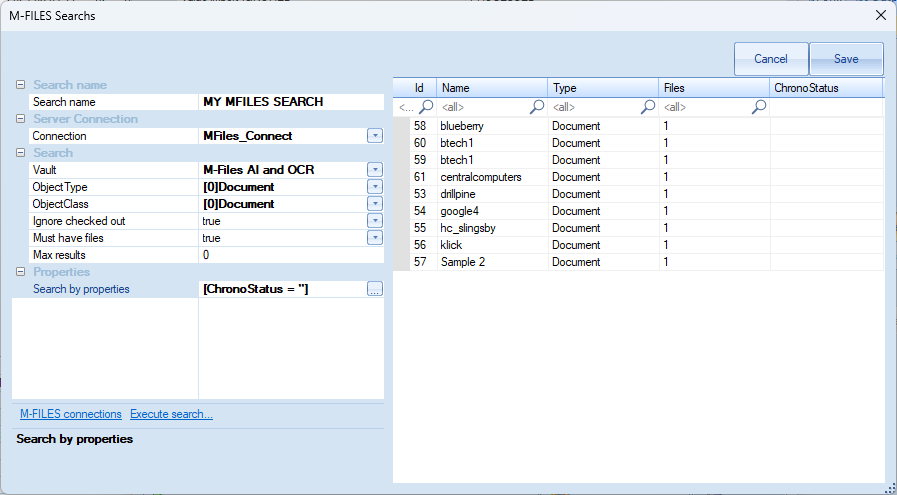 M-FILES Searchs
Cancel Save
Search name
Search name MY MFILES SEARCH
Server Connection
Connection MFiles_Connect
Search
Vault M-Files AI and OCR
ObjectType [0]Document
ObjectClass [0]Document
Ignore checked out true
Must have files true
Max results 0
Properties
Search by properties [ChronoStatus = '']
...
M-FILES connections Execute search...
Search by properties
Id Name Type Files ChronoStatus
<... <all> <all> <all>
58 blueberry Document 1
60 btech1 Document 1
59 btech1 Document 1
61 centralcomputers Document 1
53 drillpine Document 1
54 google4 Document 1
55 hc_slingsby Document 1
56 klick Document 1
57 Sample 2 Document 1